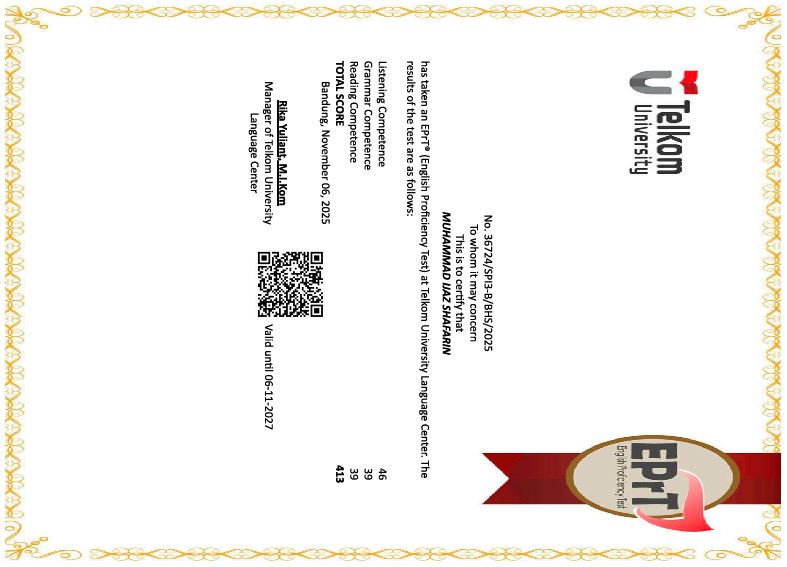 Telkom
University
EPrT
English Proficiency Test
No. 36724/SPI3-B/BHS/2025
To whom it may concern
This is to certify that
MUHAMMAD IJAZ SHAFARIN
has taken an EPrT® (English Proficiency Test) at Telkom University Language Center. The
results of the test are as follows:
Listening Competence 46
Grammar Competence 39
Reading Competence 39
TOTAL SCORE 413
Bandung, November 06, 2025
Rika Yuliant, M.I.Kom
Manager of Telkom University
Language Center
Valid until 06-11-2027